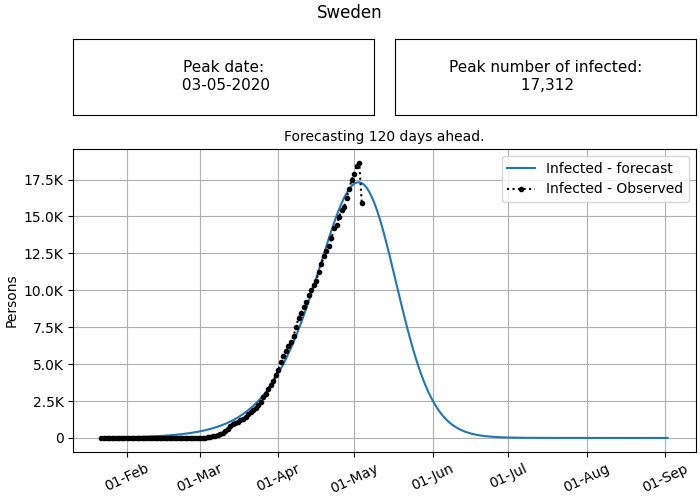 Sweden
Peak date:
03-05-2020
Peak number of infected:
17,312
Forecasting 120 days ahead.
Infected - forecast
Infected - Observed
Persons
17.5K
15.0K
12.5K
10.0K
7.5K
5.0K
2.5K
0
01-Feb
01-Mar
01-Apr
01-May
01-Jun
01-Jul
01-Aug
01-Sep